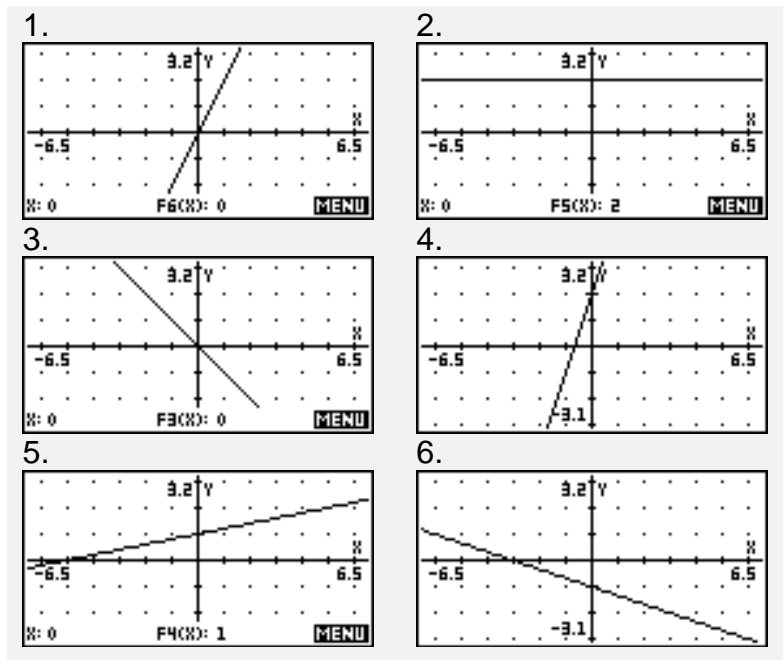 1.
3.2 Y
X
-6.5 6.5
X: 0 F6(X): 0 MENU
2.
3.2 Y
X
-6.5 6.5
X: 0 F5(X): 2 MENU
3.
3.2 Y
X
-6.5 6.5
X: 0 F3(X): 0 MENU
4.
3.2 Y
X
-6.5 6.5
-3.1
5.
3.2 Y
X
-6.5 6.5
X: 0 F4(X): 1 MENU
6.
3.2 Y
X
-6.5 6.5
-3.1